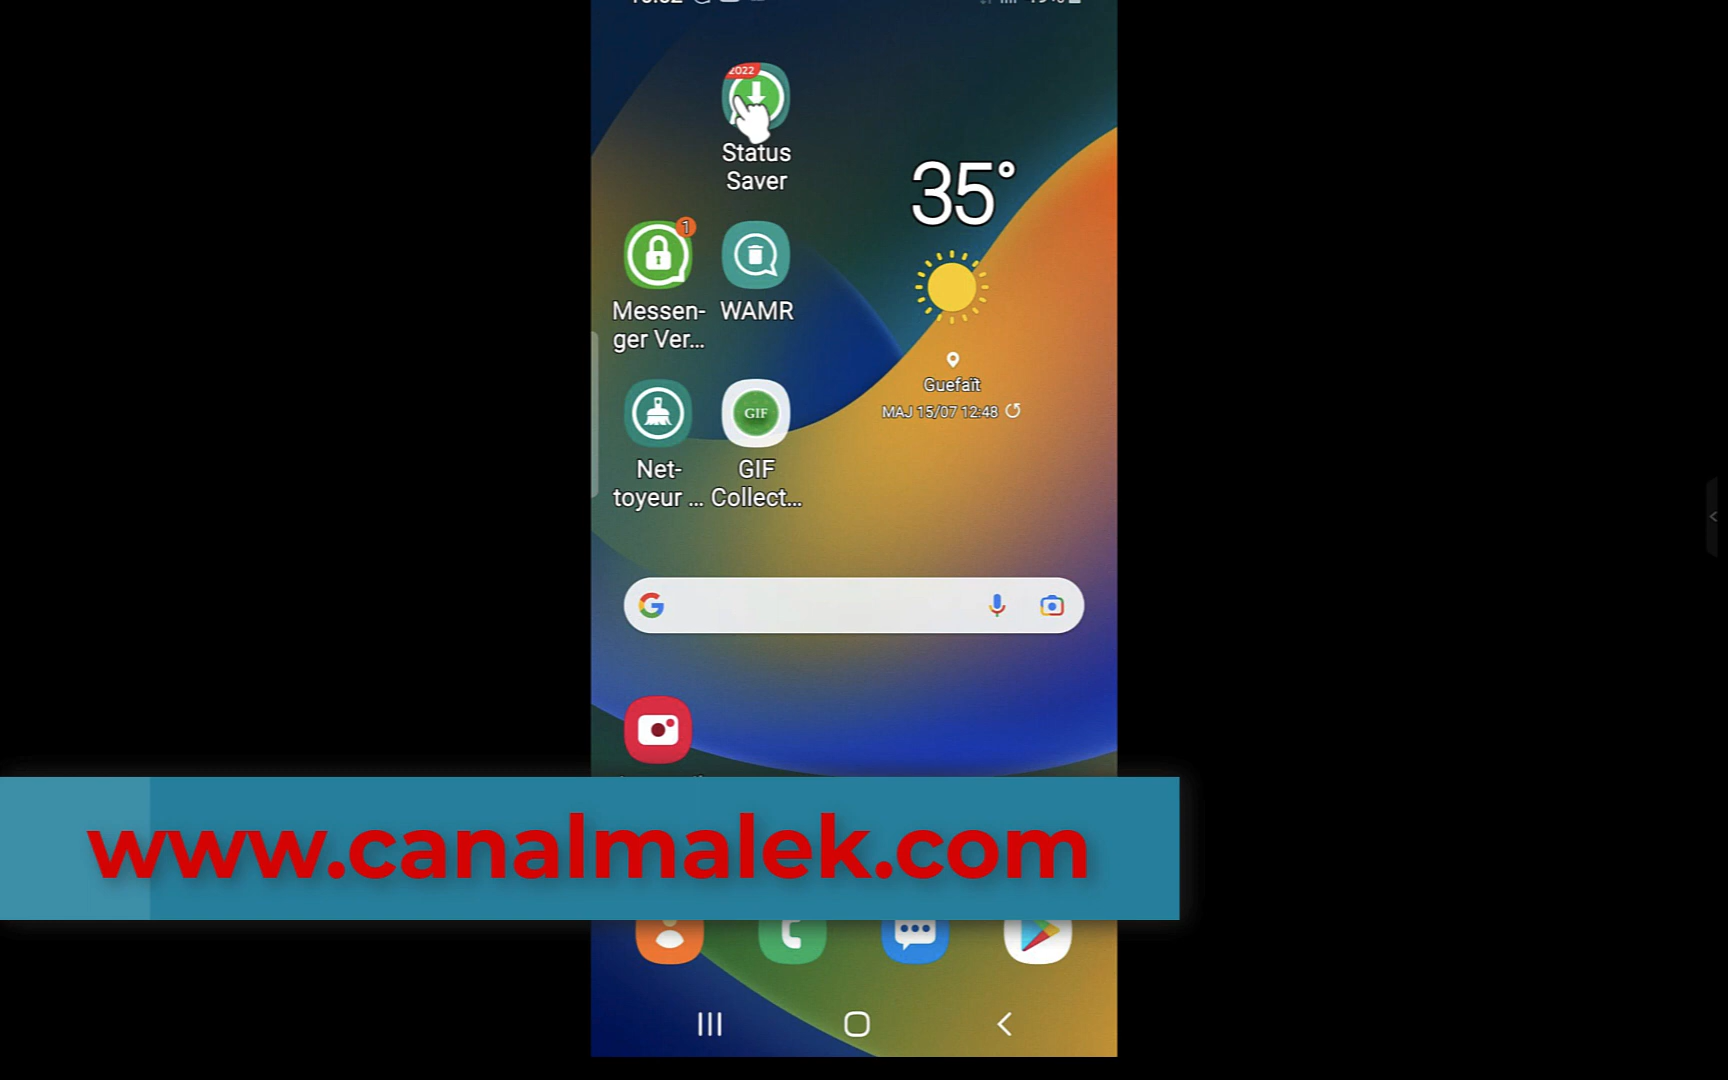 2022
Status
Saver
35°
1
Messen-
ger Ver...
WAMR
Guefaït
MAJ 15/07 12:48
GIF
Net-
toyeur ...
GIF
Collect...
www.canalmalek.com